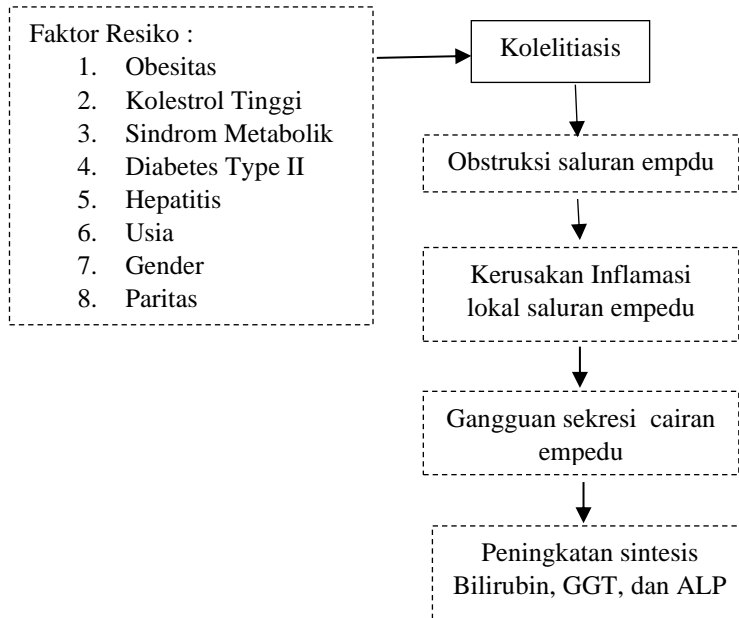 Faktor Resiko :
1. Obesitas
2. Kolestrol Tinggi
3. Sindrom Metabolik
4. Diabetes Type II
5. Hepatitis
6. Usia
7. Gender
8. Paritas
Kolelitiasis
Obstruksi saluran empdu
Kerusakan Inflamasi
lokal saluran empedu
Gangguan sekresi cairan
empedu
Peningkatan sintesis
Bilirubin, GGT, dan ALP